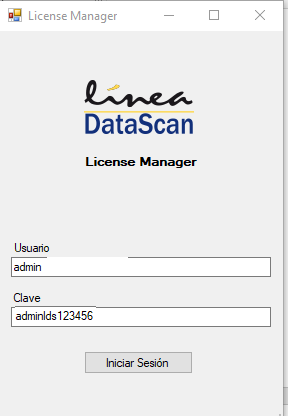 License Manager
línea
DataScan
License Manager
Usuario
admin
Clave
adminlds123456
Iniciar Sesión